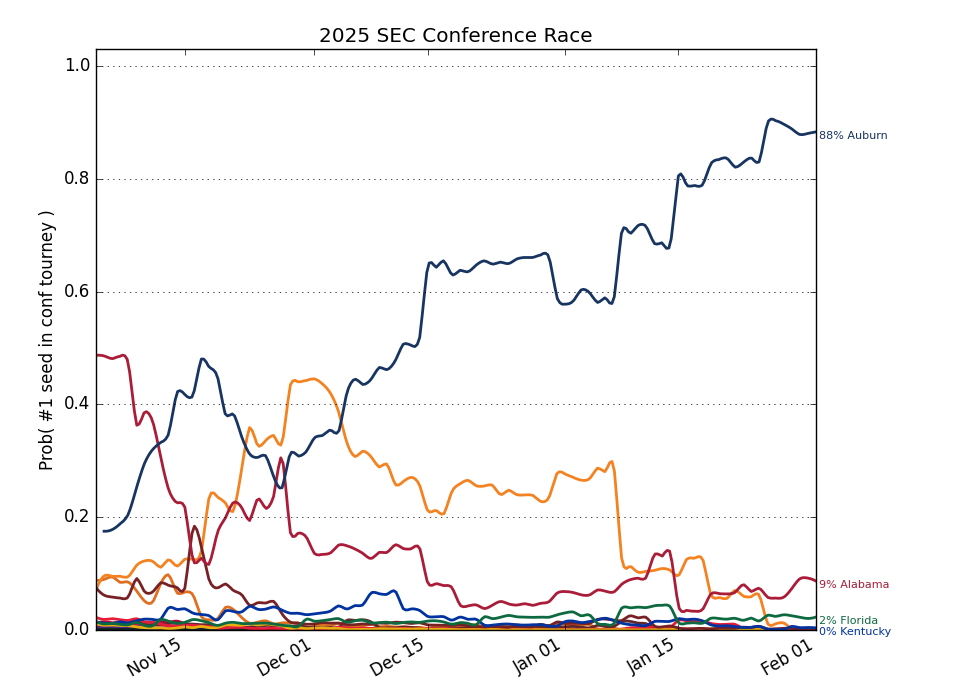 2025 SEC Conference Race
Prob( #1 seed in conf tourney )
1.0
0.8
0.6
0.4
0.2
0.0
88% Auburn
9% Alabama
2% Florida
0% Kentucky
Nov 15
Dec 01
Dec 15
Jan 01
Jan 15
Feb 01